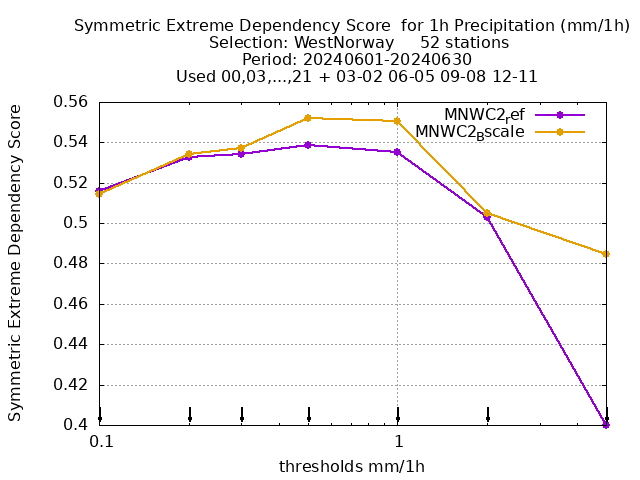 Symmetric Extreme Dependency Score  for 1h Precipitation (mm/1h)
Selection: WestNorway     52 stations
Period: 20240601-20240630
Used 00,03,...,21 + 03-02 06-05 09-08 12-11
Symmetric Extreme Dependency Score
0.56
0.54
0.52
0.5
0.48
0.46
0.44
0.42
0.4
MNWC2_ref
MNWC2_Bscale
0.1
1
thresholds mm/1h